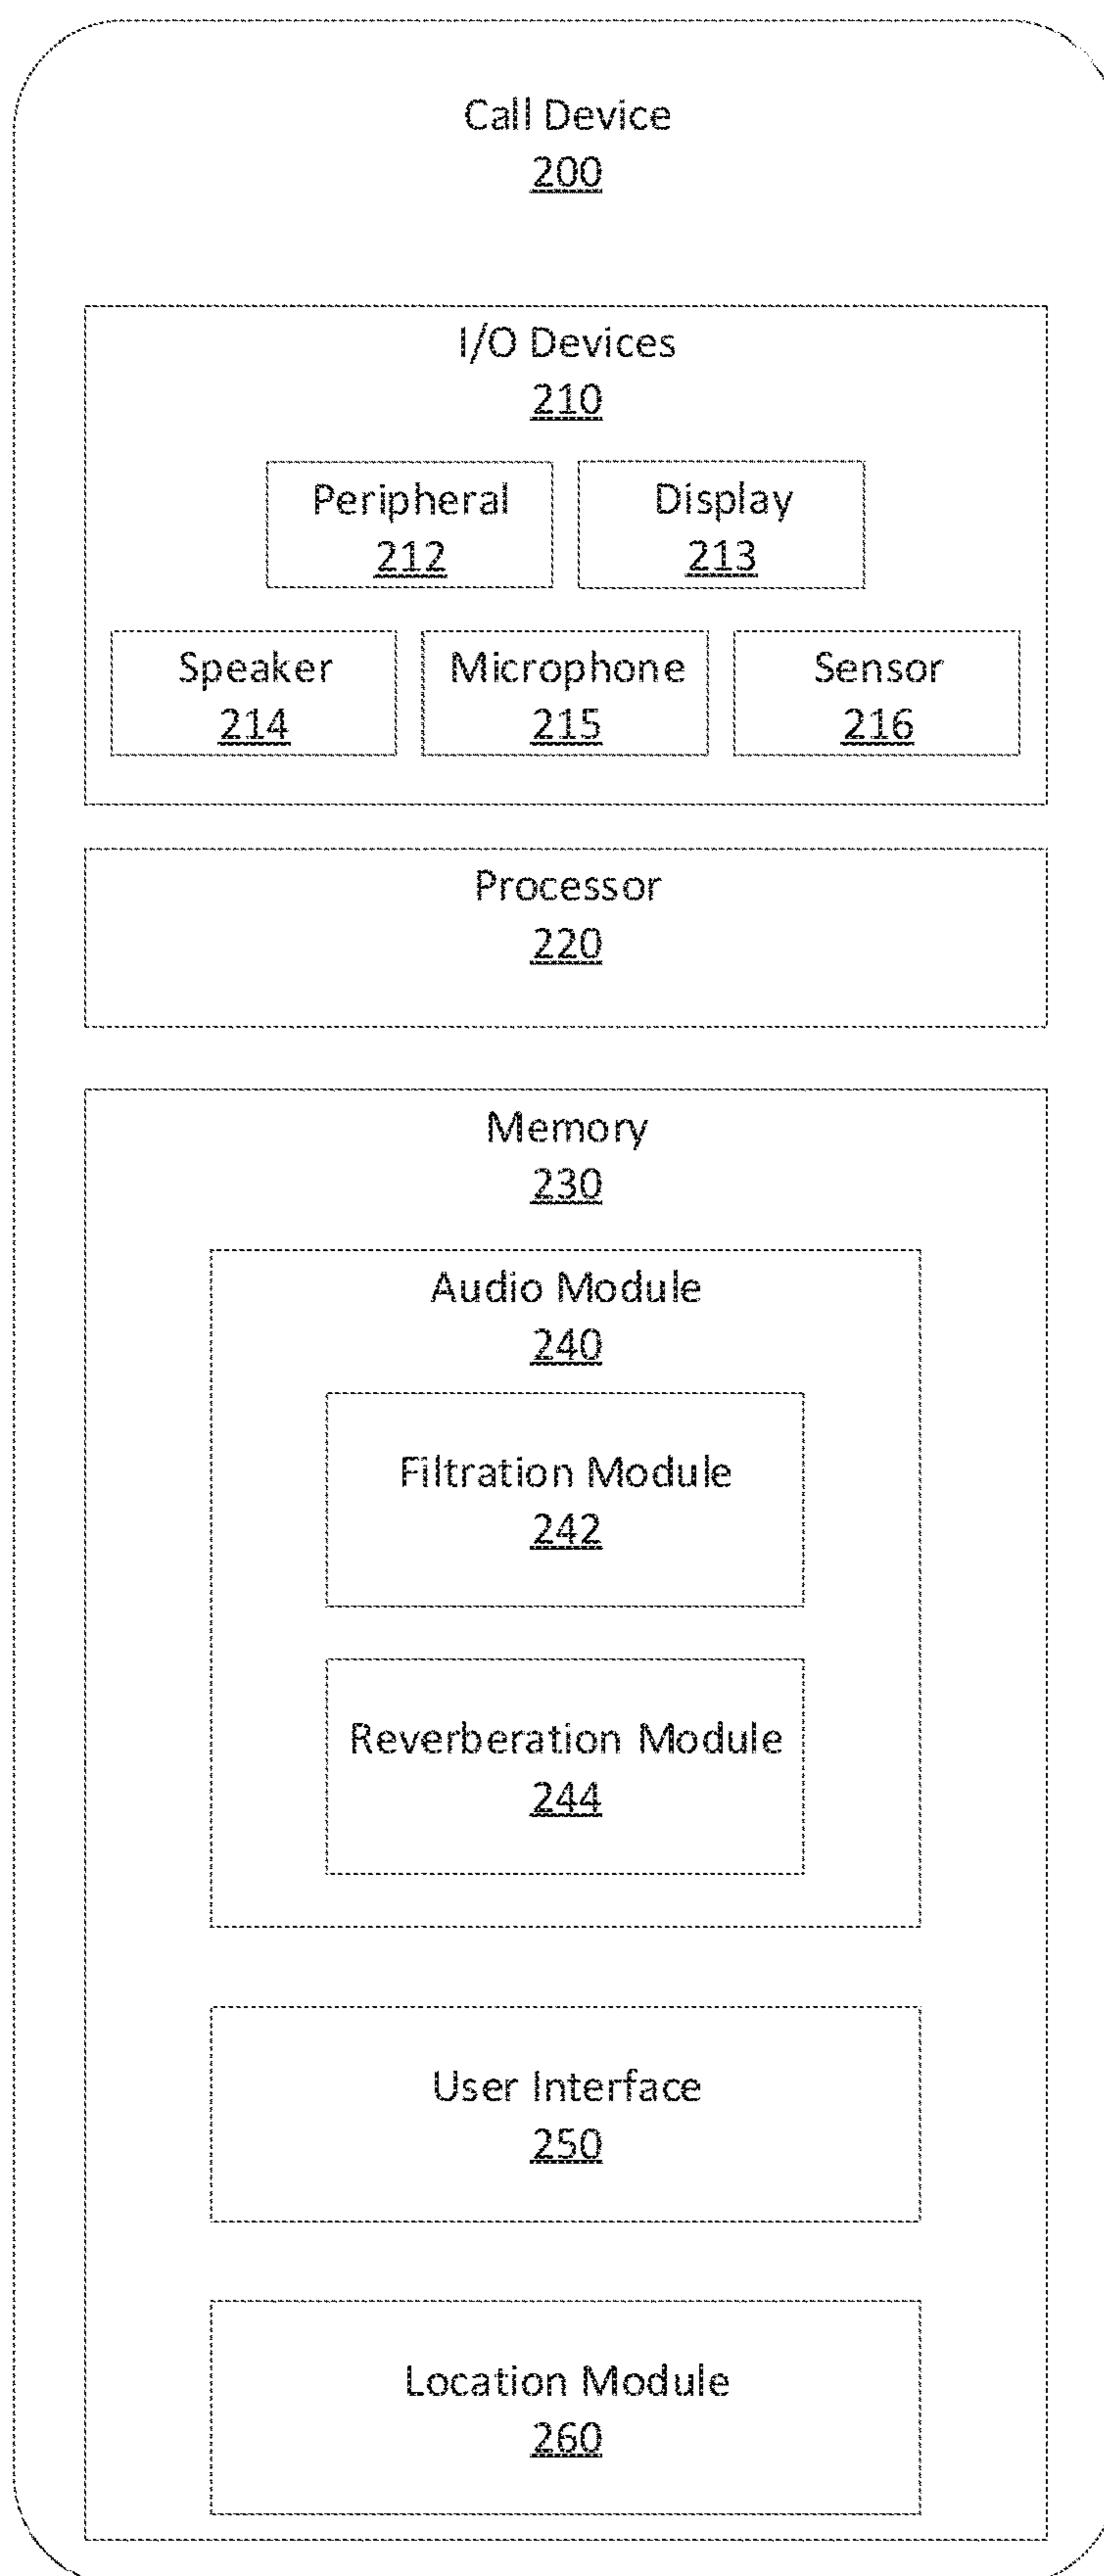 Call Device
200
I/O Devices
210
Peripheral
212
Display
213
Speaker
214
Microphone
215
Sensor
216
Processor
220
Memory
230
Audio Module
240
Filtration Module
242
Reverberation Module
244
User Interface
250
Location Module
260